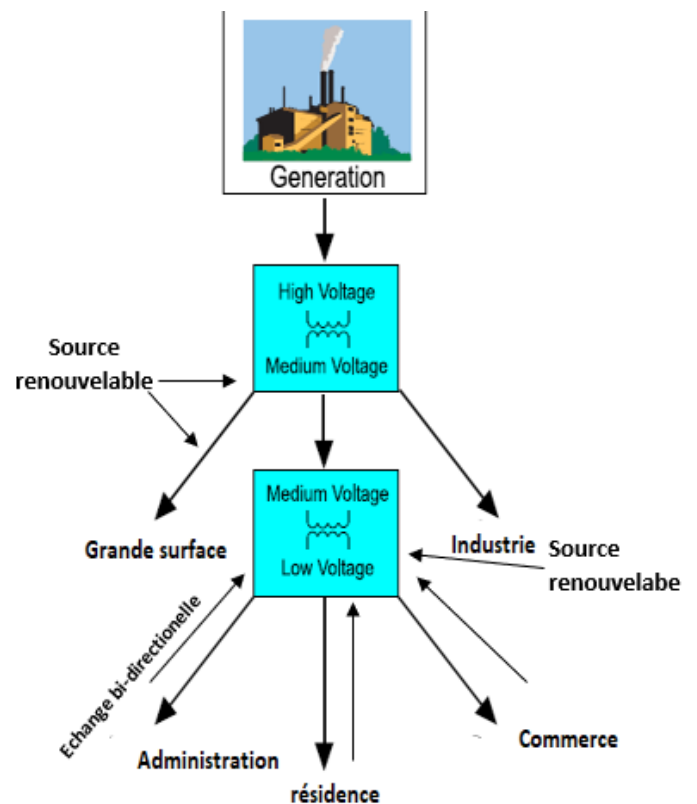 Generation
High Voltage
Medium Voltage
Source
renouvelable
Medium Voltage
Low Voltage
Grande surface
Industrie
Source
renouvelabe
Echange bi-directionelle
Administration
résidence
Commerce